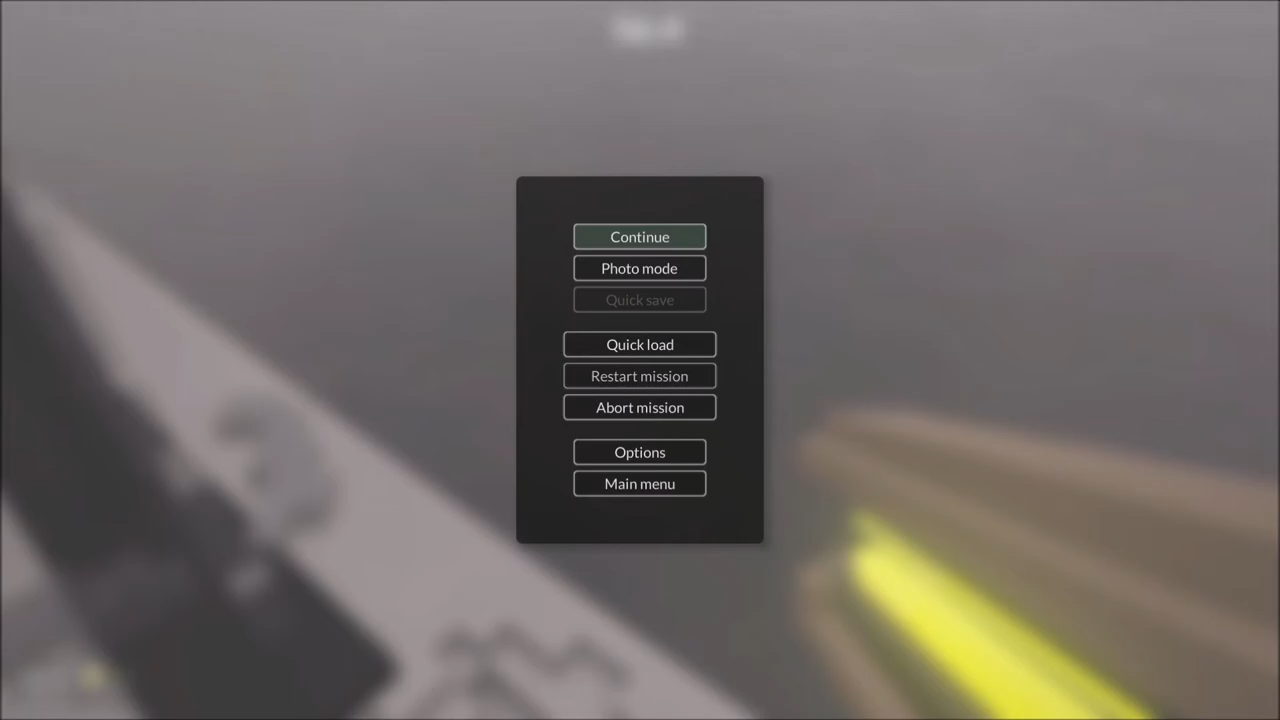 Continue
Photo mode
Quick save
Quick load
Restart mission
Abort mission
Options
Main menu